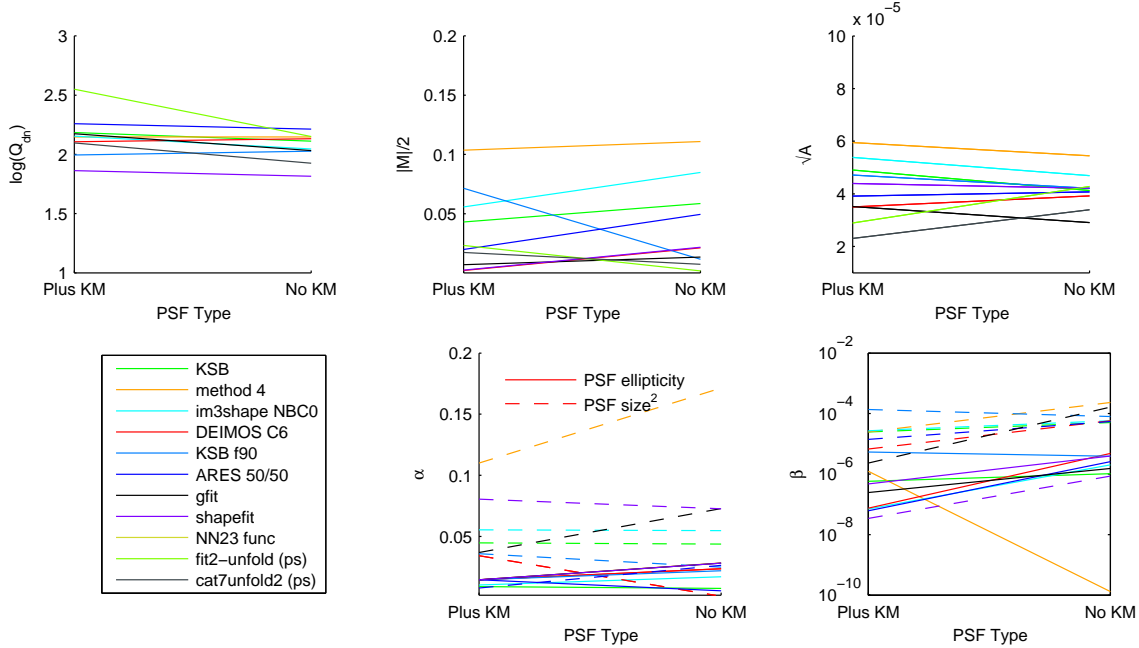 3
2.5
2
1.5
1
log(Q_dn)
Plus KM
No KM
PSF Type
0.2
0.15
0.1
0.05
|M|/2
Plus KM
No KM
PSF Type
x 10^−5
10
8
6
4
2
√A
Plus KM
No KM
PSF Type
KSB
method 4
im3shape NBC0
DEIMOS C6
KSB f90
ARES 50/50
gfit
shapefit
NN23 func
fit2−unfold (ps)
cat7unfold2 (ps)
0.2
0.15
0.1
0.05
α
PSF ellipticity
PSF size^2
Plus KM
No KM
PSF Type
10^−2
10^−4
10^−6
10^−8
10^−10
β
Plus KM
No KM
PSF Type